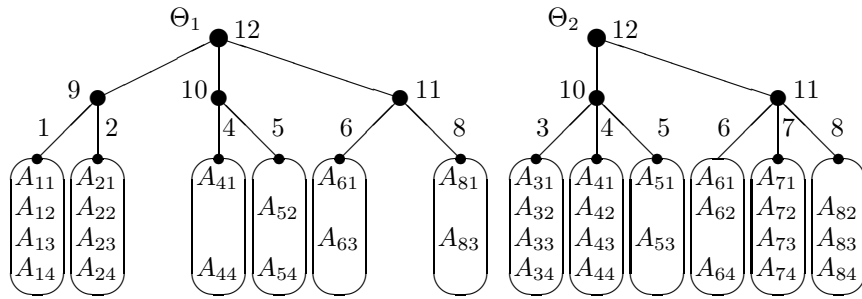 Θ₁ 12 Θ₂ 12
9 10 11 10 11
1 2 4 5 6 8 3 4 5 6 7 8
A₁₁ A₂₁ A₄₁ A₆₁ A₈₁ A₃₁ A₄₁ A₅₁ A₆₁ A₇₁
A₁₂ A₂₂ A₅₂ A₃₂ A₄₂ A₆₂ A₇₂ A₈₂
A₁₃ A₂₃ A₆₃ A₈₃ A₃₃ A₄₃ A₅₃ A₇₃ A₈₃
A₁₄ A₂₄ A₄₄ A₅₄ A₃₄ A₄₄ A₆₄ A₇₄ A₈₄